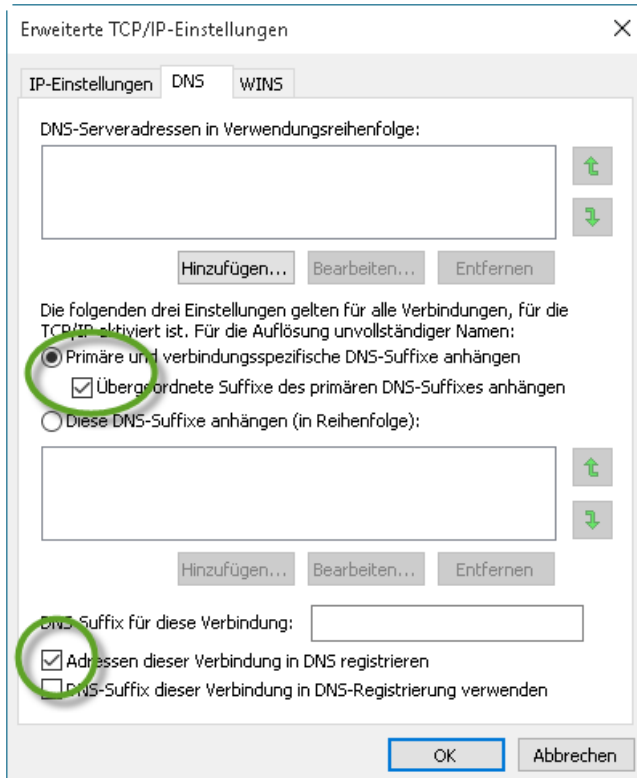 Erweiterte TCP/IP-Einstellungen
IP-Einstellungen DNS WINS
DNS-Serveradressen in Verwendungsreihenfolge:
Hinzufügen... Bearbeiten... Entfernen
Die folgenden drei Einstellungen gelten für alle Verbindungen, für die
TCP/IP aktiviert ist. Für die Auflösung unvollständiger Namen:
Primäre und verbindungsspezifische DNS-Suffixe anhängen
Übergeordnete Suffixe des primären DNS-Suffixes anhängen
Diese DNS-Suffixe anhängen (in Reihenfolge):
Hinzufügen... Bearbeiten... Entfernen
DNS-Suffix für diese Verbindung:
Adressen dieser Verbindung in DNS registrieren
DNS-Suffix dieser Verbindung in DNS-Registrierung verwenden
OK Abbrechen